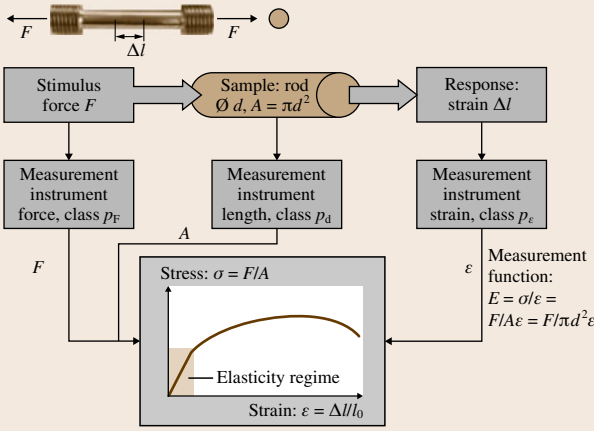 F
F
Δl
Stimulus
force F
Sample: rod
Ø d, A = πd²
Response:
strain Δl
Measurement
instrument
force, class p_F
Measurement
instrument
length, class p_d
Measurement
instrument
strain, class p_ε
F
A
ε
Measurement
function:
E = σ/ε =
F/Aε = F/πd²ε
Stress: σ = F/A
Elasticity regime
Strain: ε = Δl/l₀